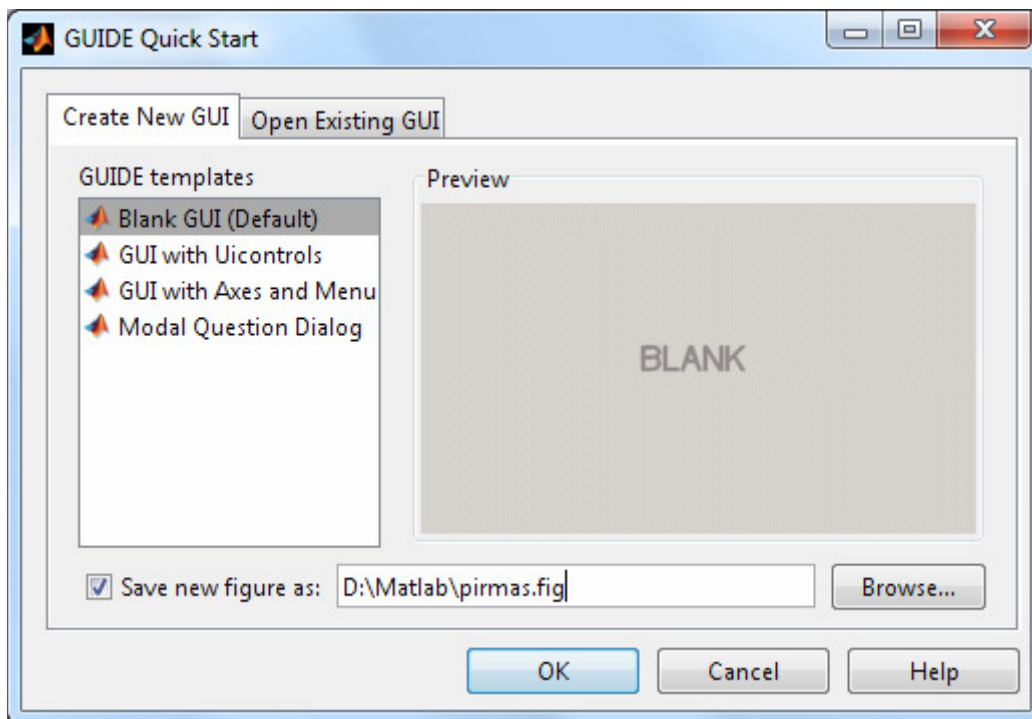 GUIDE Quick Start
Create New GUI
Open Existing GUI
GUIDE templates
Blank GUI (Default)
GUI with Uicontrols
GUI with Axes and Menu
Modal Question Dialog
Preview
BLANK
Save new figure as:
D:\Matlab\pirmas.fig
Browse...
OK
Cancel
Help